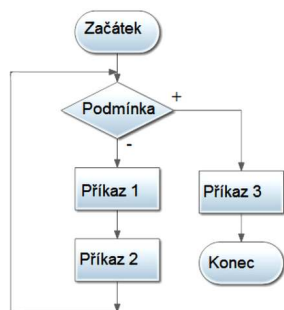 Začátek
Podmínka
+
-
Příkaz 1
Příkaz 3
Příkaz 2
Konec